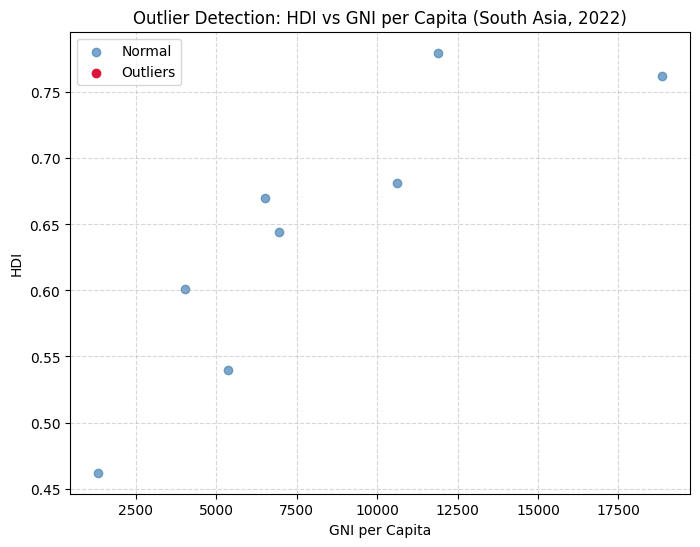 Outlier Detection: HDI vs GNI per Capita (South Asia, 2022)
Normal
Outliers
0.75
0.70
0.65
0.60
0.55
0.50
0.45
HDI
2500 5000 7500 10000 12500 15000 17500
GNI per Capita